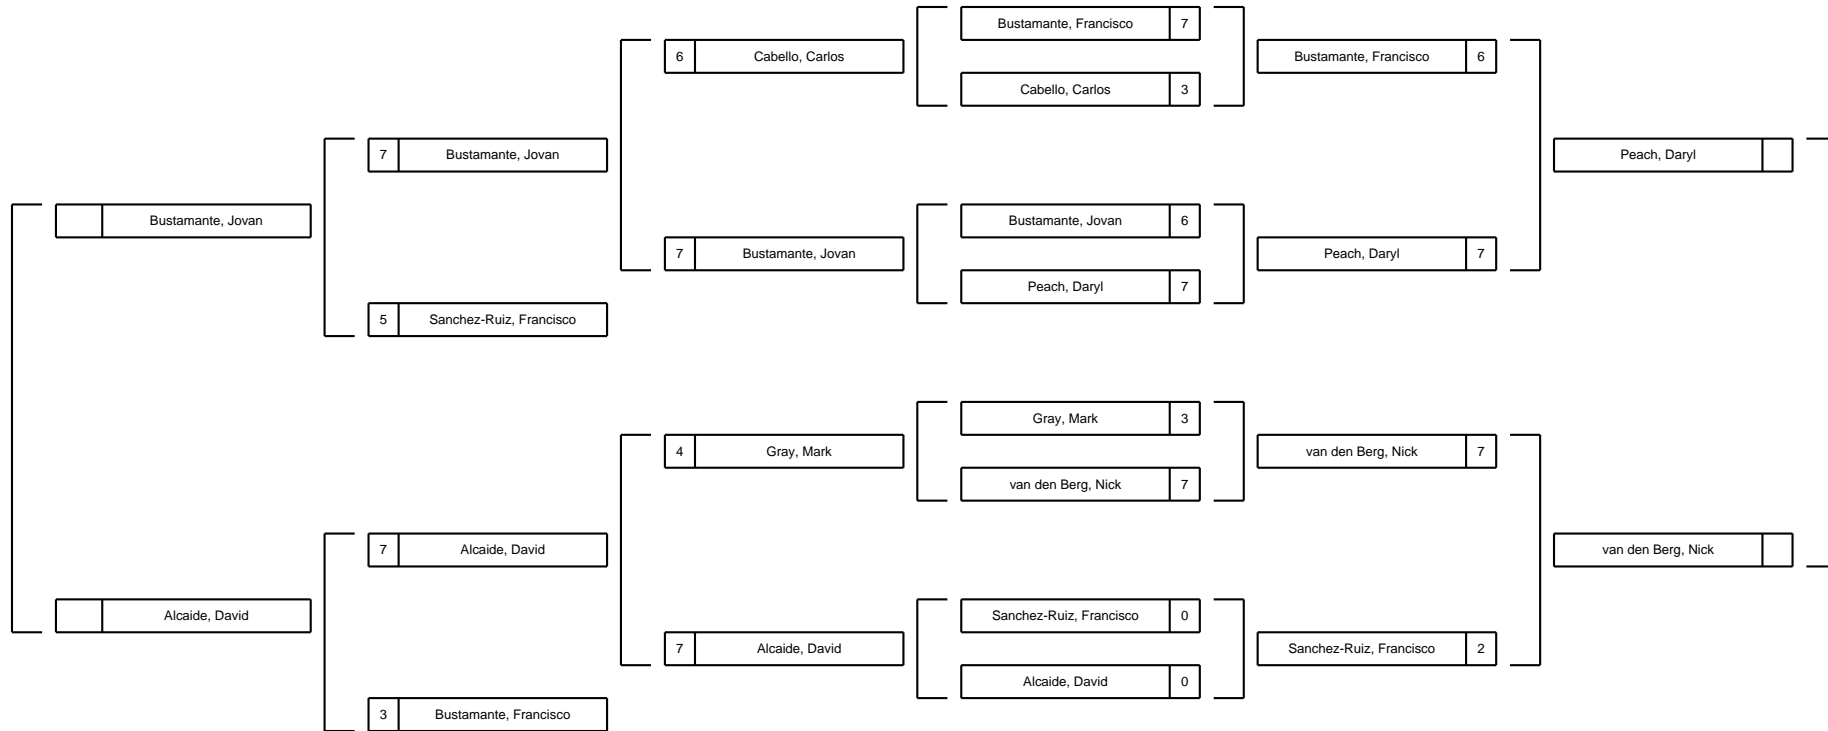 Bustamante, Francisco 7
6 Cabello, Carlos
Bustamante, Francisco 6
Cabello, Carlos 3
7 Bustamante, Jovan
Peach, Daryl
Bustamante, Jovan
Bustamante, Jovan 6
7 Bustamante, Jovan
Peach, Daryl 7
Peach, Daryl 7
5 Sanchez-Ruiz, Francisco
Gray, Mark 3
4 Gray, Mark
van den Berg, Nick 7
van den Berg, Nick 7
7 Alcaide, David
van den Berg, Nick
Alcaide, David
Sanchez-Ruiz, Francisco 0
7 Alcaide, David
Sanchez-Ruiz, Francisco 2
Alcaide, David 0
3 Bustamante, Francisco